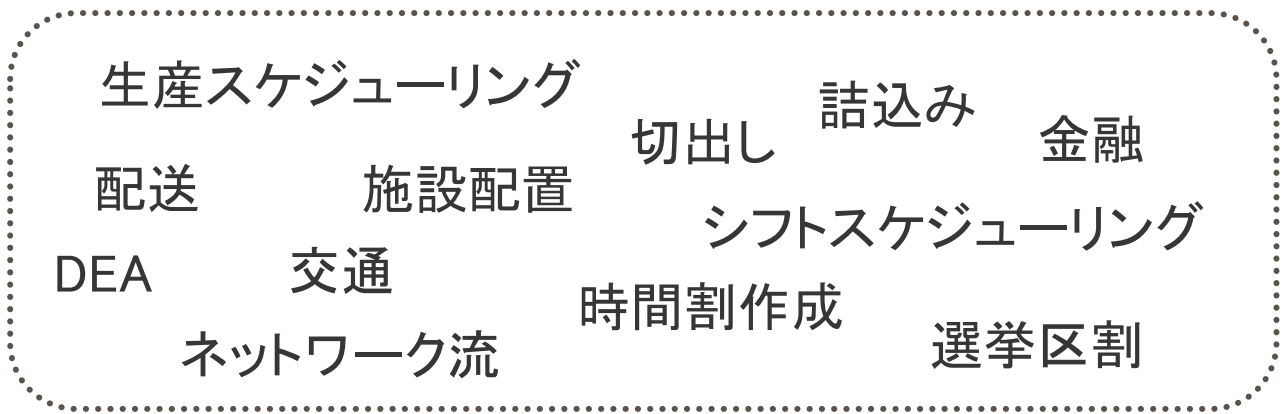 生産スケジューリング
詰込み
切出し
金融
配送
施設配置
シフトスケジューリング
DEA
交通
時間割作成
ネットワーク流
選挙区割